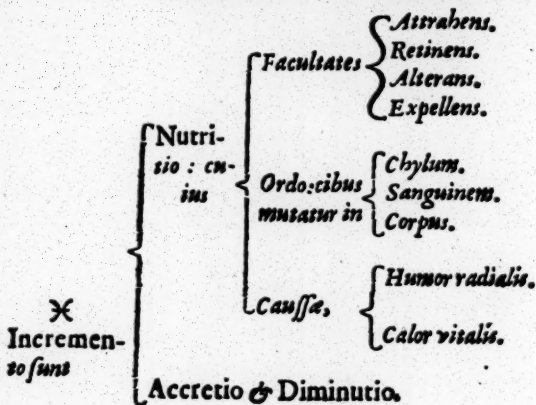 Attrahens.
Retinens.
Facultates
Alterans.
Expellens.
Nutri-
tio : cu-
ius
Ordo:cibus
mutatur in
Chylum.
Sanguinem.
Corpus.
Humor radialis.
Cauſſæ,
Calor vitalis.
♓
Incremen-
to ſunt
Accretio & Diminutio.